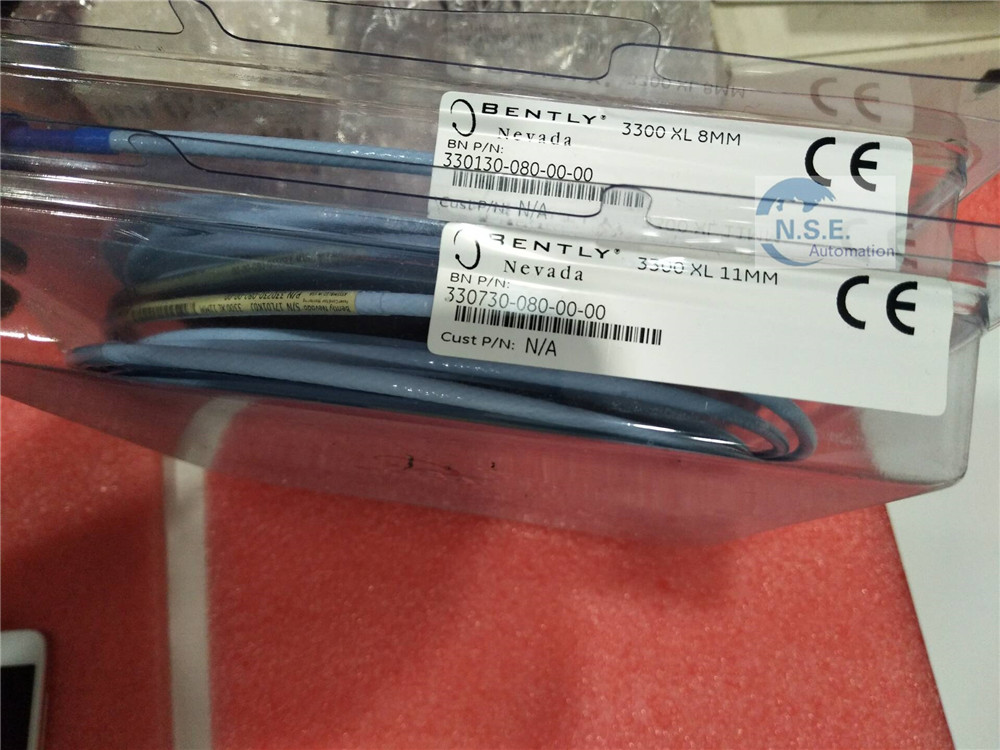 BENTLY®
Nevada
3300 XL 8MM
BN P/N:
330130-080-00-00
Cust P/N: N/A
CE
N.S.E.
Automation
BENTLY®
Nevada
3300 XL 11MM
BN P/N:
330730-080-00-00
Cust P/N: N/A
CE